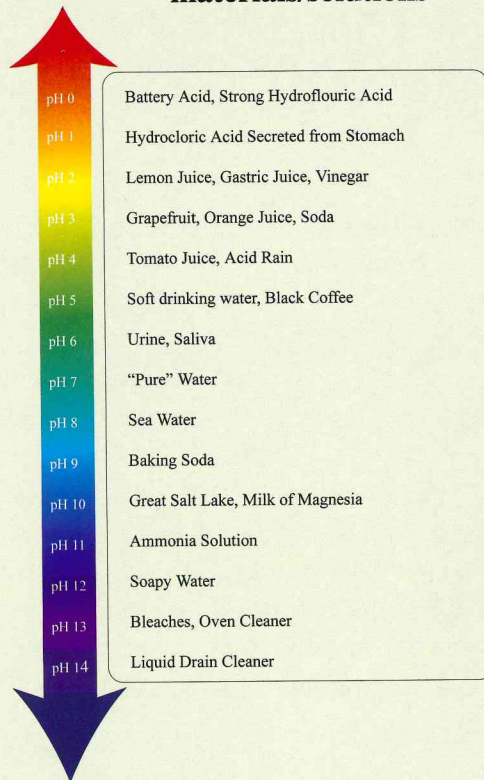 materials/solutions
pH 0 Battery Acid, Strong Hydroflouric Acid
pH 1 Hydrocloric Acid Secreted from Stomach
pH 2 Lemon Juice, Gastric Juice, Vinegar
pH 3 Grapefruit, Orange Juice, Soda
pH 4 Tomato Juice, Acid Rain
pH 5 Soft drinking water, Black Coffee
pH 6 Urine, Saliva
pH 7 “Pure” Water
pH 8 Sea Water
pH 9 Baking Soda
pH 10 Great Salt Lake, Milk of Magnesia
pH 11 Ammonia Solution
pH 12 Soapy Water
pH 13 Bleaches, Oven Cleaner
pH 14 Liquid Drain Cleaner